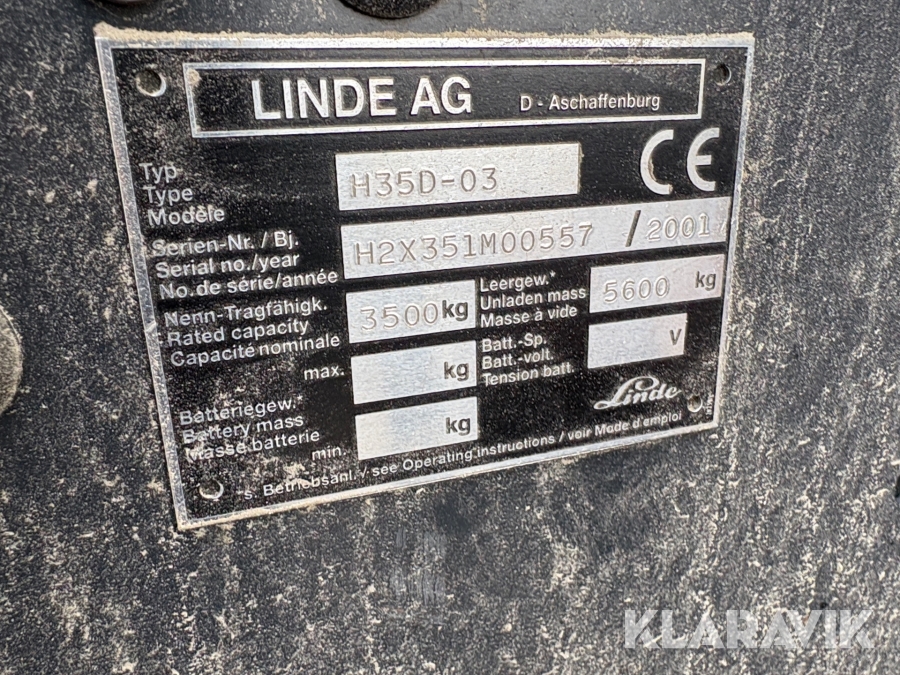 LINDE AG D - Aschaffenburg
CE
Typ
Type
Modèle
H35D-03
Serien-Nr. / Bj.
Serial no./year
No. de série/année
H2X351M00557 / 2001
Nenn-Tragfähigk.
Rated capacity
Capacité nominale
3500 kg
Leergew.*
Unladen mass
Masse à vide
5600 kg
max. kg
Batt.-Sp.
Batt.-volt.
Tension batt.
V
Batteriegew.*
Battery mass
Masse batterie
min. kg
Linde
*s. Betriebsanl. / see Operating instructions / voir Mode d'emploi
KLARAVIK